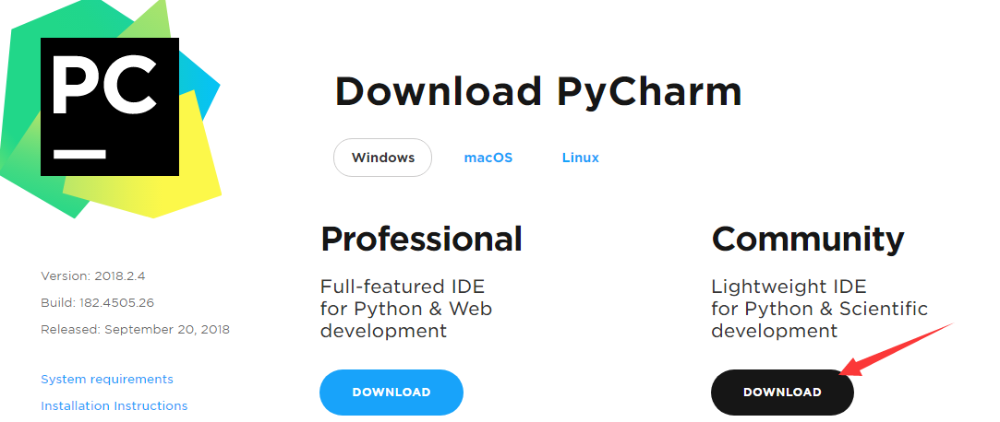 PC
Download PyCharm
Windows
macOS
Linux
Version: 2018.2.4
Build: 182.4505.26
Released: September 20, 2018
System requirements
Installation Instructions
Professional
Full-featured IDE
for Python & Web
development
DOWNLOAD
Community
Lightweight IDE
for Python & Scientific
development
DOWNLOAD